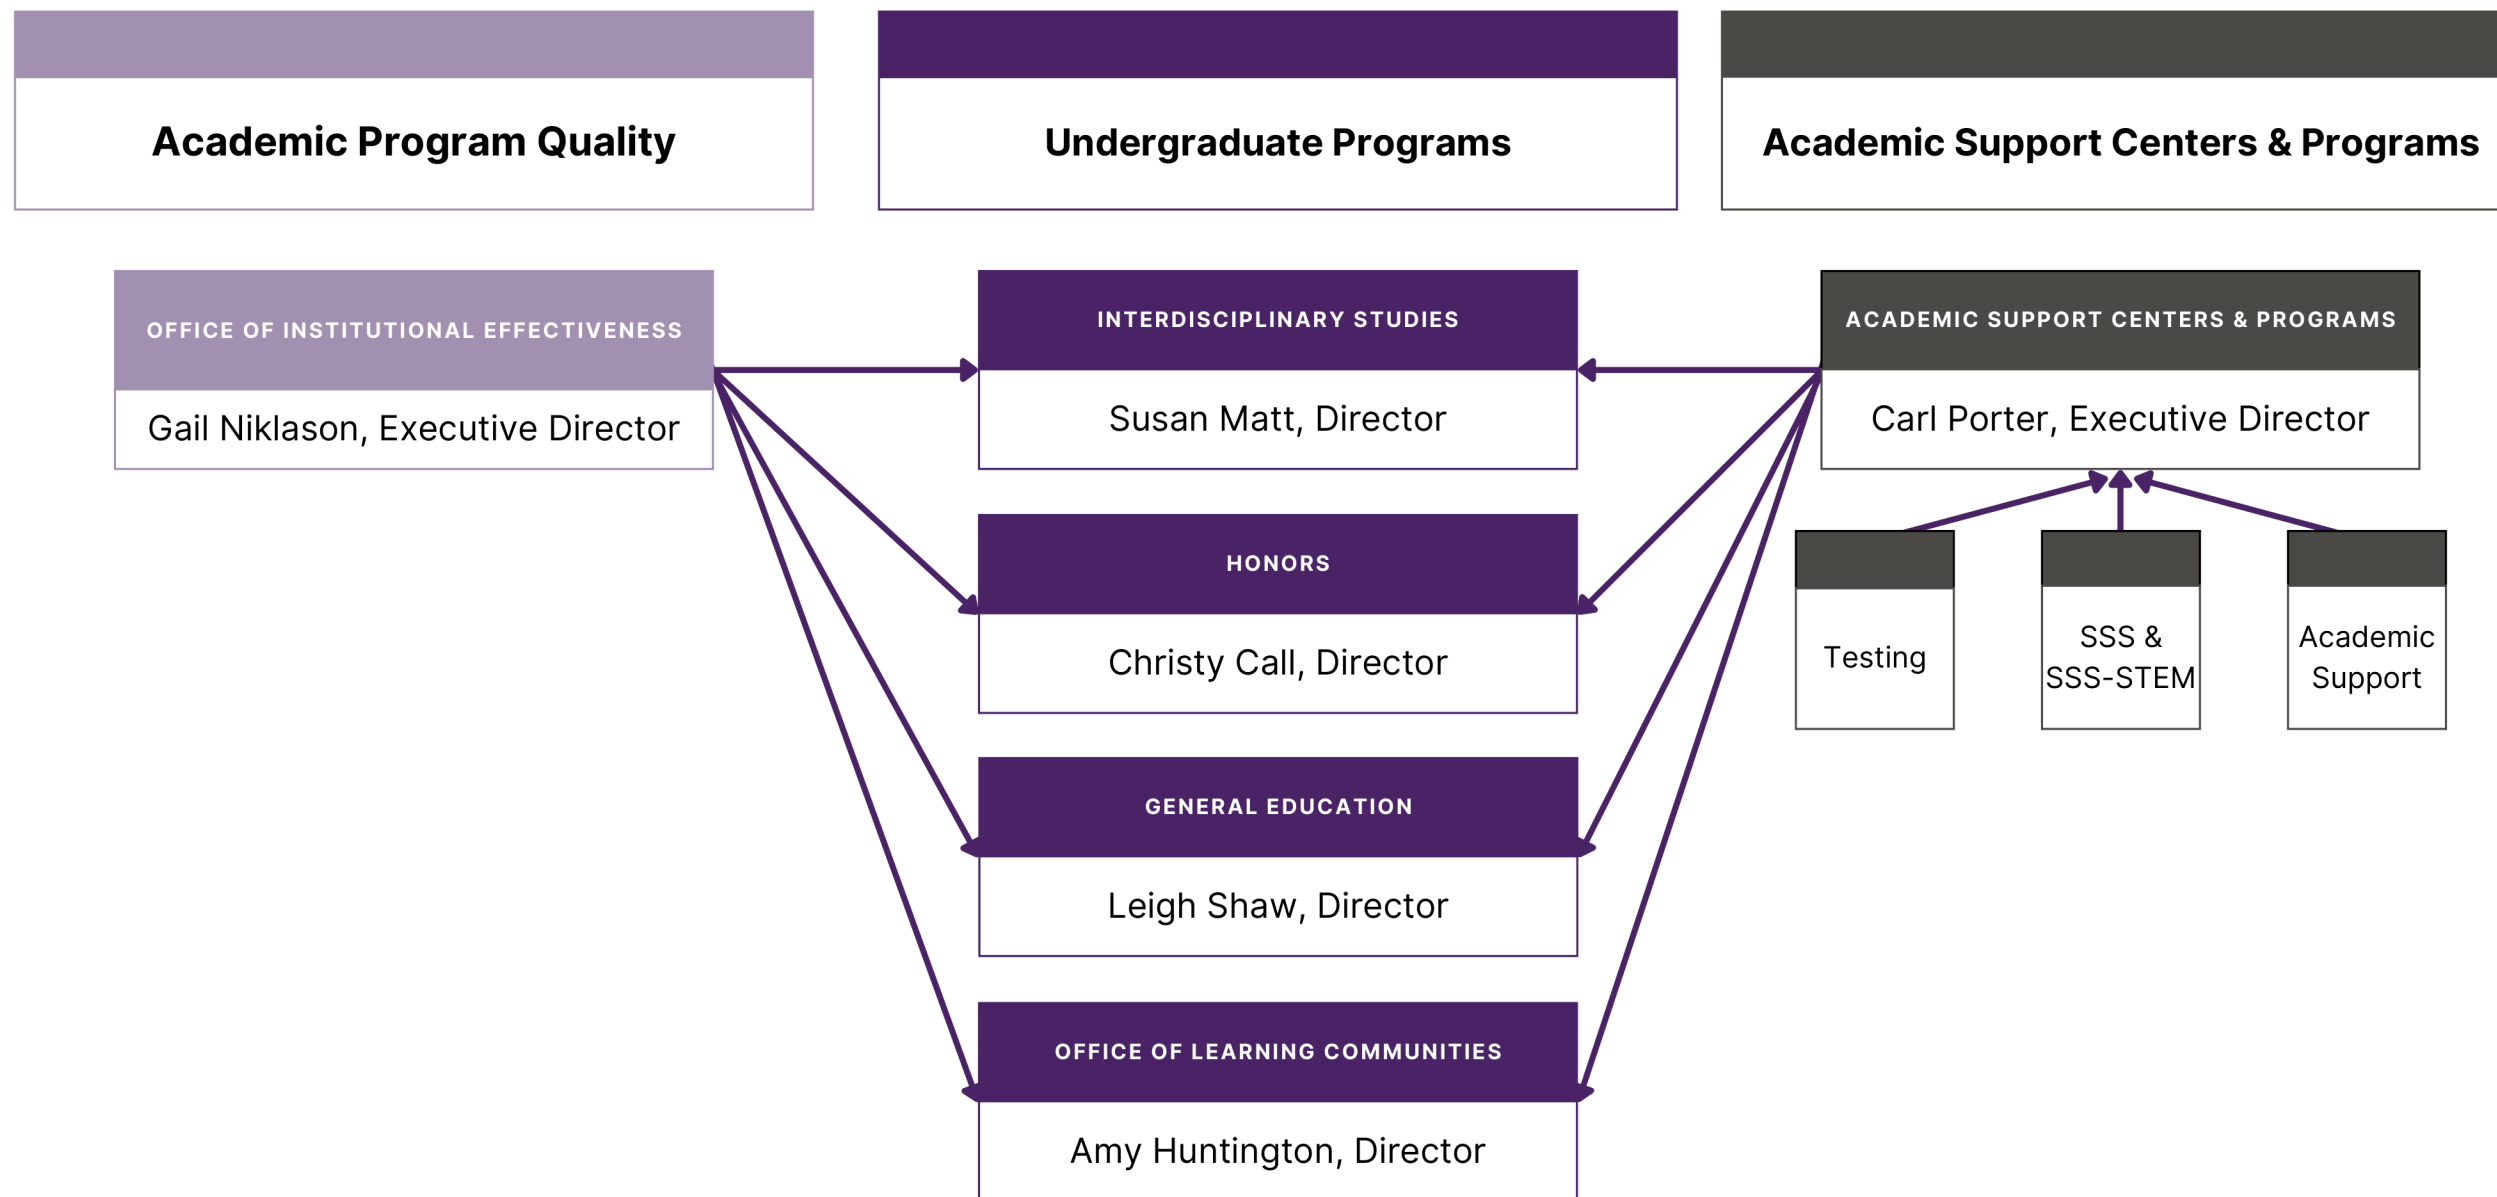 Academic Program Quality
Undergraduate Programs
Academic Support Centers & Programs
OFFICE OF INSTITUTIONAL EFFECTIVENESS
Gail Niklason, Executive Director
INTERDISCIPLINARY STUDIES
Susan Matt, Director
ACADEMIC SUPPORT CENTERS & PROGRAMS
Carl Porter, Executive Director
HONORS
Christy Call, Director
Testing
SSS &
SSS-STEM
Academic
Support
GENERAL EDUCATION
Leigh Shaw, Director
OFFICE OF LEARNING COMMUNITIES
Amy Huntington, Director